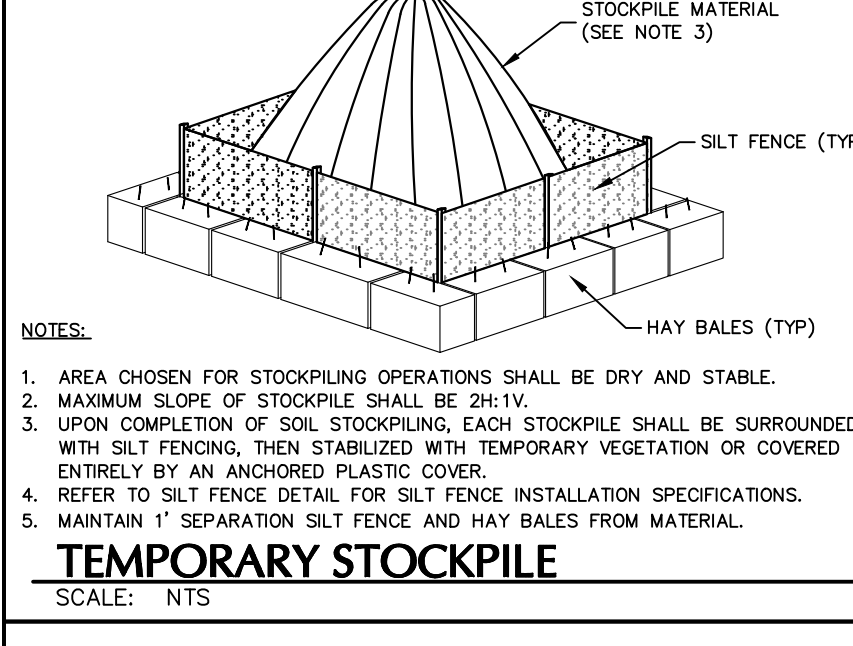 STOCKPILE MATERIAL
(SEE NOTE 3)
SILT FENCE (TYP
HAY BALES (TYP)
NOTES:
1. AREA CHOSEN FOR STOCKPILING OPERATIONS SHALL BE DRY AND STABLE.
2. MAXIMUM SLOPE OF STOCKPILE SHALL BE 2H:1V.
3. UPON COMPLETION OF SOIL STOCKPILING, EACH STOCKPILE SHALL BE SURROUNDED
WITH SILT FENCING, THEN STABILIZED WITH TEMPORARY VEGETATION OR COVERED
ENTIRELY BY AN ANCHORED PLASTIC COVER.
4. REFER TO SILT FENCE DETAIL FOR SILT FENCE INSTALLATION SPECIFICATIONS.
5. MAINTAIN 1' SEPARATION SILT FENCE AND HAY BALES FROM MATERIAL.
TEMPORARY STOCKPILE
SCALE: NTS